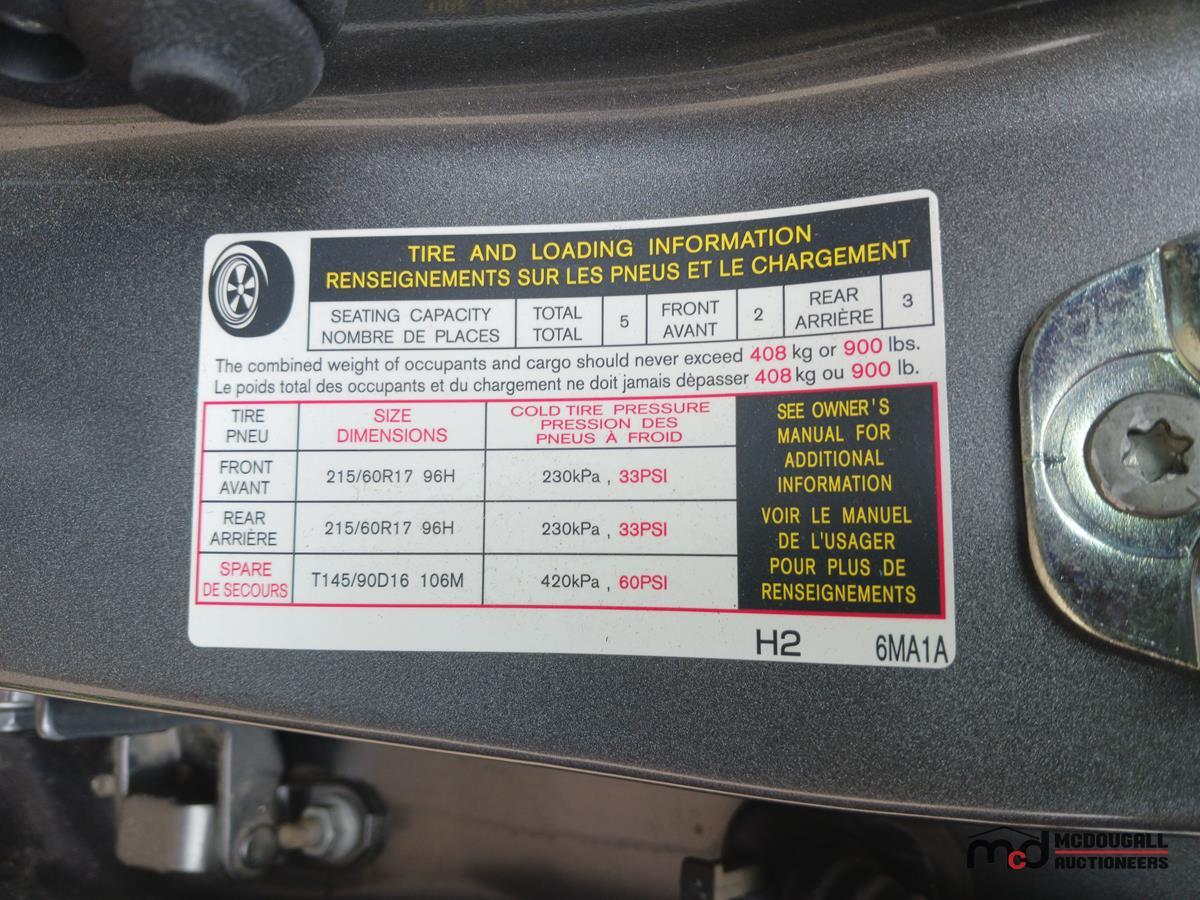 TIRE AND LOADING INFORMATION
RENSEIGNEMENTS SUR LES PNEUS ET LE CHARGEMENT
SEATING CAPACITY TOTAL 5 FRONT 2 REAR 3
NOMBRE DE PLACES TOTAL AVANT ARRIÈRE
The combined weight of occupants and cargo should never exceed 408 kg or 900 lbs.
Le poids total des occupants et du chargement ne doit jamais dépasser 408 kg ou 900 lb.
TIRE SIZE COLD TIRE PRESSURE
PNEU DIMENSIONS PRESSION DES
PNEUS À FROID
FRONT
AVANT 215/60R17 96H 230kPa , 33PSI
REAR
ARRIÈRE 215/60R17 96H 230kPa , 33PSI
SPARE
DE SECOURS T145/90D16 106M 420kPa , 60PSI
SEE OWNER'S
MANUAL FOR
ADDITIONAL
INFORMATION
VOIR LE MANUEL
DE L'USAGER
POUR PLUS DE
RENSEIGNEMENTS
H2 6MA1A
mcd MCDOUGALL
AUCTIONEERS